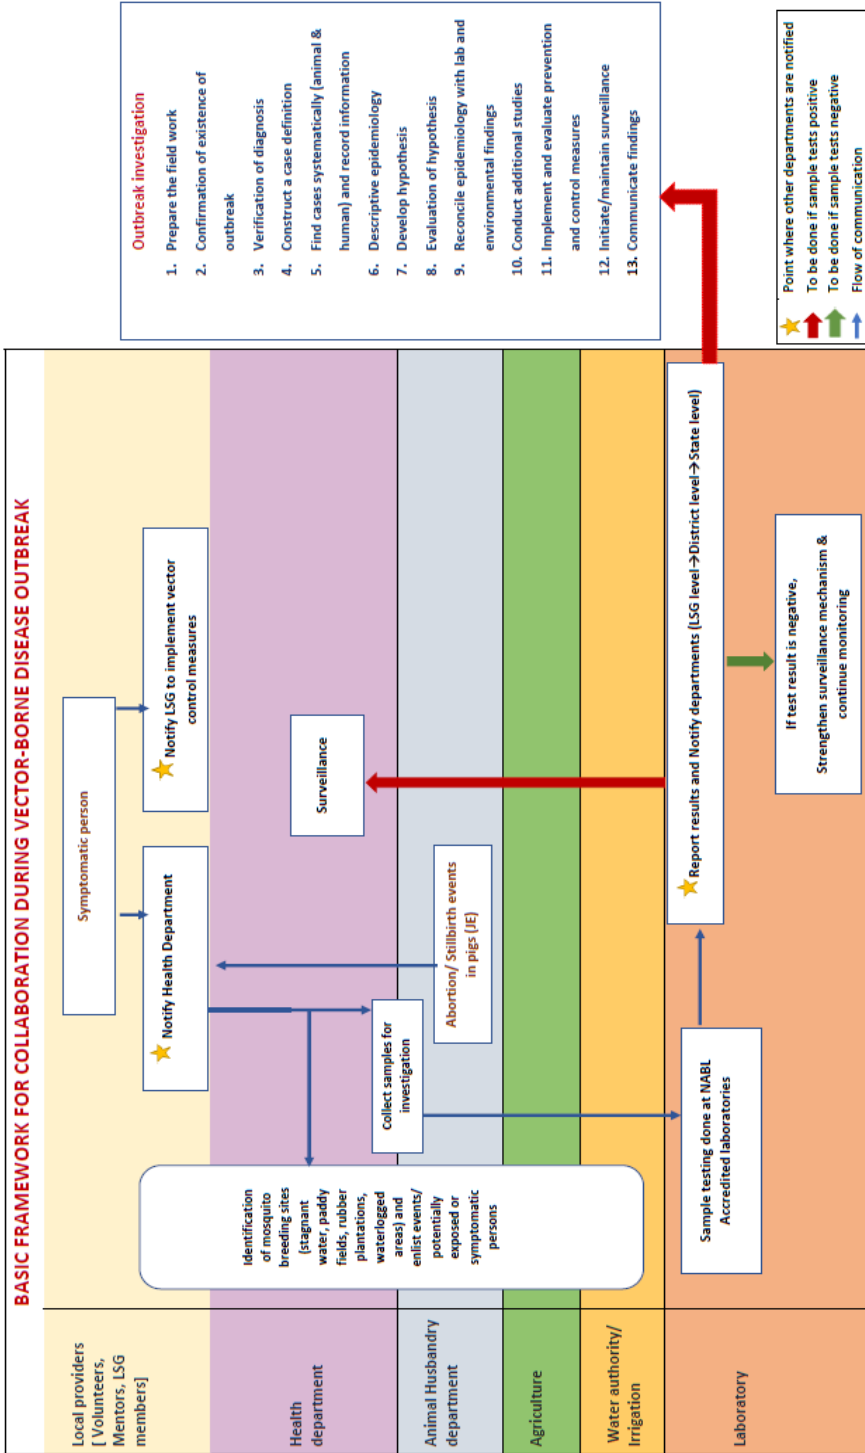 BASIC FRAMEWORK FOR COLLABORATION DURING VECTOR-BORNE DISEASE OUTBREAK
Local providers
[ Volunteers,
Mentors, LSG
members]
Symptomatic person
Notify Health Department
Notify LSG to implement vector
control measures
Health
department
Identification
of mosquito
breeding sites
(stagnant
water, paddy
fields, rubber
plantations,
waterlogged
areas) and
enlist events/
potentially
exposed or
symptomatic
persons
Surveillance
Collect samples for
investigation
Animal Husbandry
department
Abortion/ Stillbirth events
in pigs (JE)
Agriculture
Water authority/
Irrigation
Laboratory
Sample testing done at NABL
Accredited laboratories
Report results and Notify departments (LSG level→District level→State level)
If test result is negative,
Strengthen surveillance mechanism &
continue monitoring
Outbreak investigation
1. Prepare the field work
2. Confirmation of existence of
outbreak
3. Verification of diagnosis
4. Construct a case definition
5. Find cases systematically (animal &
human) and record information
6. Descriptive epidemiology
7. Develop hypothesis
8. Evaluation of hypothesis
9. Reconcile epidemiology with lab and
environmental findings
10. Conduct additional studies
11. Implement and evaluate prevention
and control measures
12. Initiate/maintain surveillance
13. Communicate findings
Point where other departments are notified
To be done if sample tests positive
To be done if sample tests negative
Flow of communication